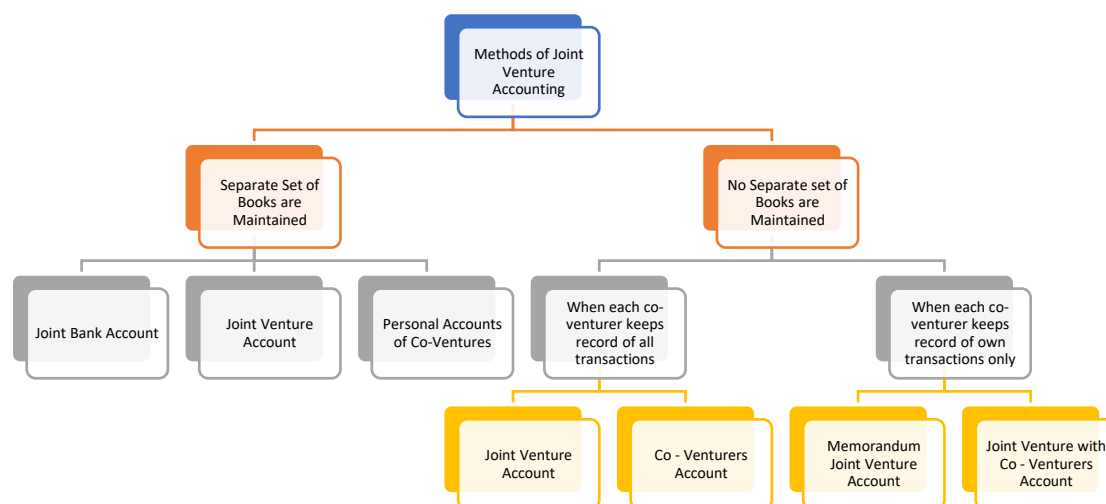 Methods of Joint
Venture
Accounting
Separate Set of
Books are
Maintained
No Separate set of
Books are
Maintained
Joint Bank Account
Joint Venture
Account
Personal Accounts
of Co-Ventures
When each co-
venturer keeps
record of all
transactions
When each co-
venturer keeps
record of own
transactions only
Joint Venture
Account
Co - Venturers
Account
Memorandum
Joint Venture
Account
Joint Venture with
Co - Venturers
Account